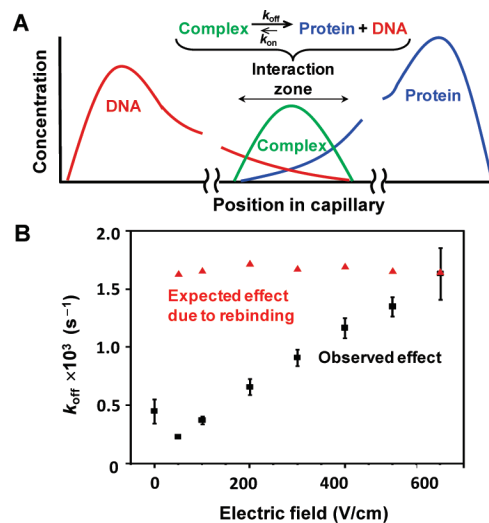 A
Complex koff kon Protein + DNA
Interaction
zone
DNA
Complex
Protein
Concentration
Position in capillary
B
2.0
1.5
1.0
0.5
0
Expected effect
due to rebinding
Observed effect
koff ×10³ (s⁻¹)
0 200 400 600
Electric field (V/cm)